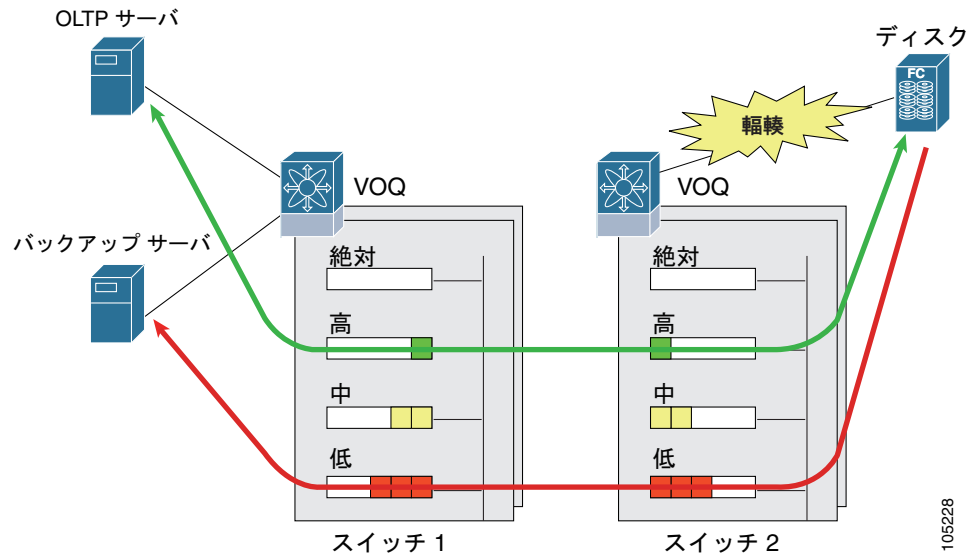 OLTP サーバ
ディスク
FC
輻輳
VOQ
VOQ
バックアップ サーバ
絶対
絶対
高
高
中
中
低
低
スイッチ 1
スイッチ 2
105228